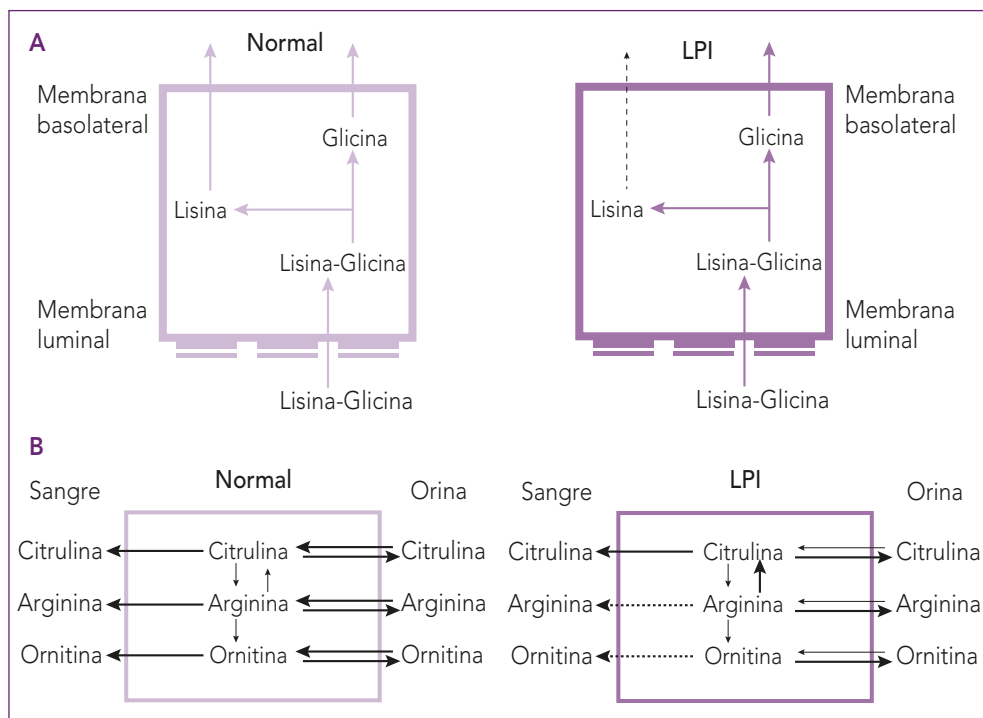 A
Normal
LPI
Membrana
basolateral
Glicina
Lisina
Lisina-Glicina
Membrana
luminal
Lisina-Glicina
Membrana
basolateral
Glicina
Lisina
Lisina-Glicina
Membrana
luminal
Lisina-Glicina
B
Sangre Normal Orina
Citrulina Citrulina Citrulina
Arginina Arginina Arginina
Ornitina Ornitina Ornitina
Sangre LPI Orina
Citrulina Citrulina Citrulina
Arginina Arginina Arginina
Ornitina Ornitina Ornitina